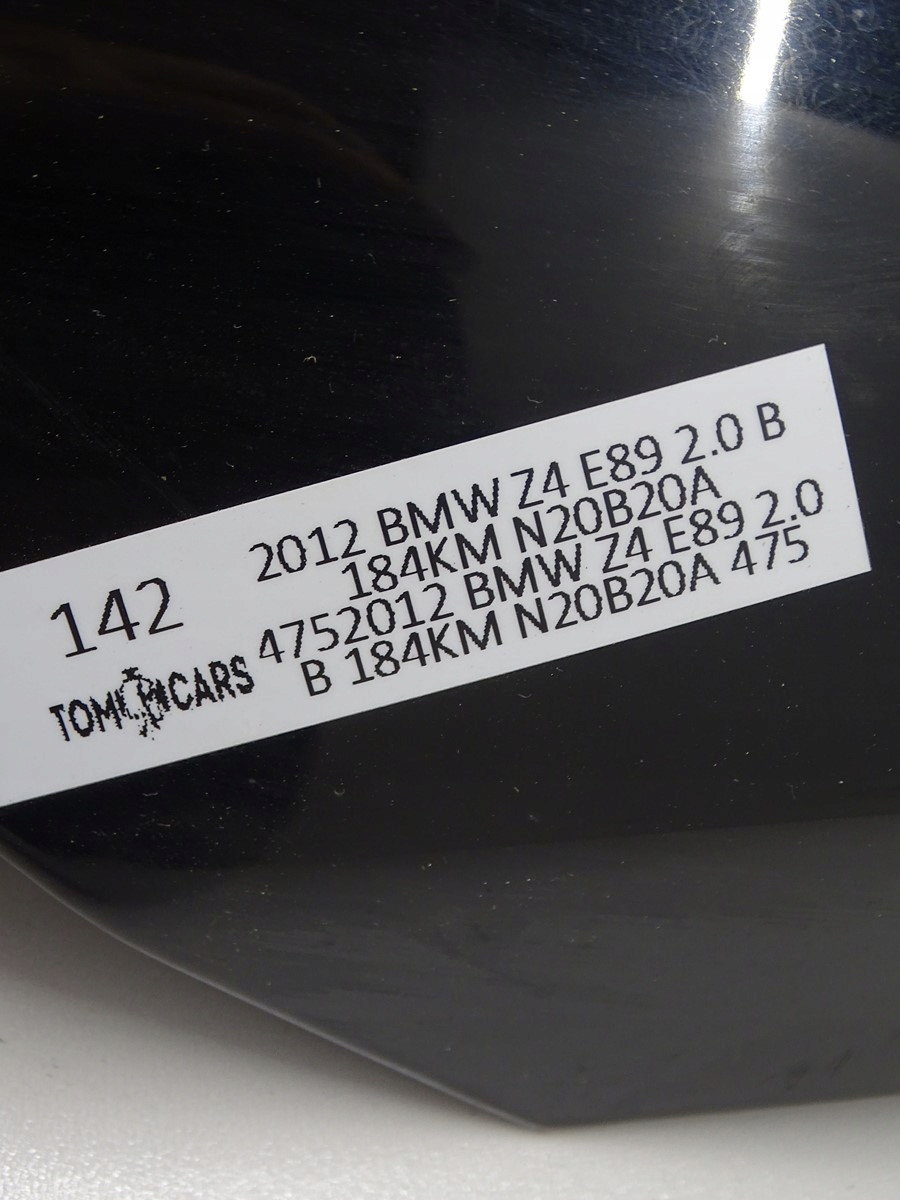 142
TOM CARS
2012 BMW Z4 E89 2.0 B
184KM N20B20A
4752012 BMW Z4 E89 2.0
B 184KM N20B20A 475